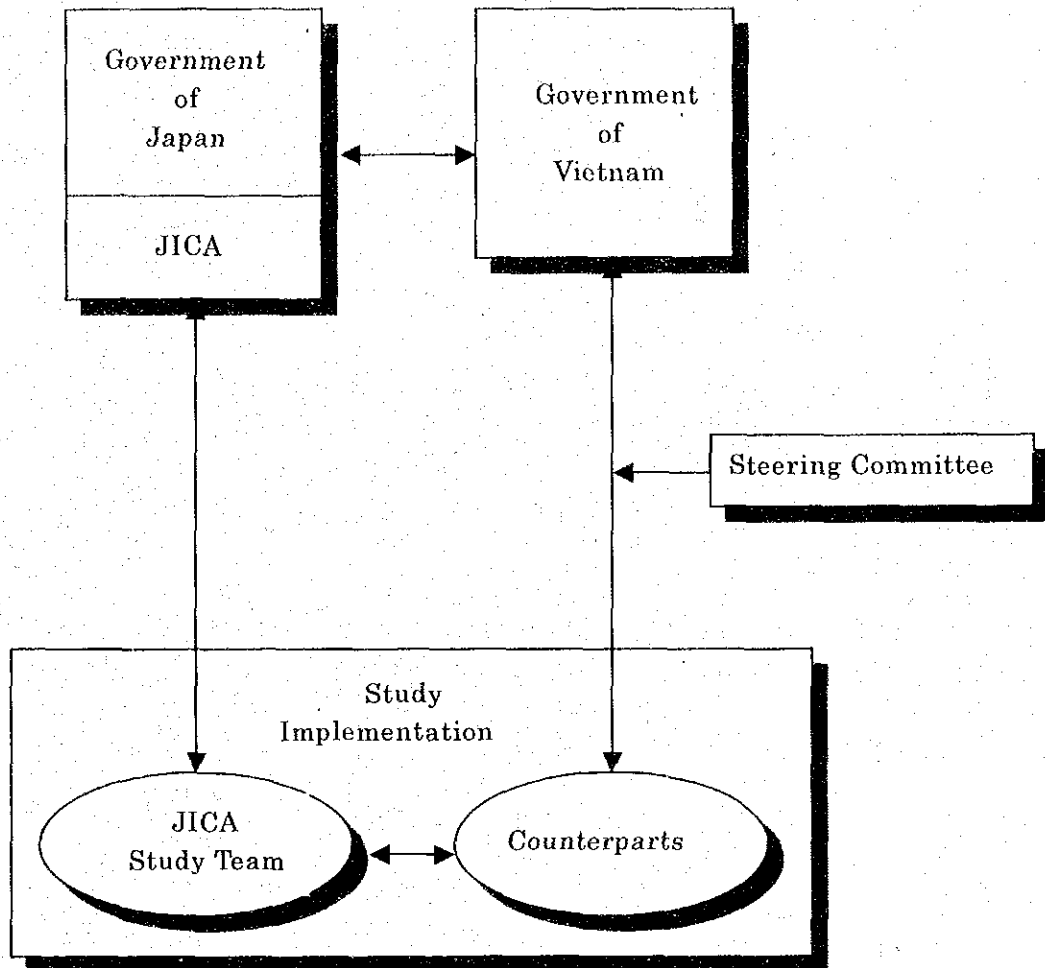 Government
of
Japan
JICA
Government
of
Vietnam
Steering Committee
Study
Implementation
JICA
Study Team
Counterparts